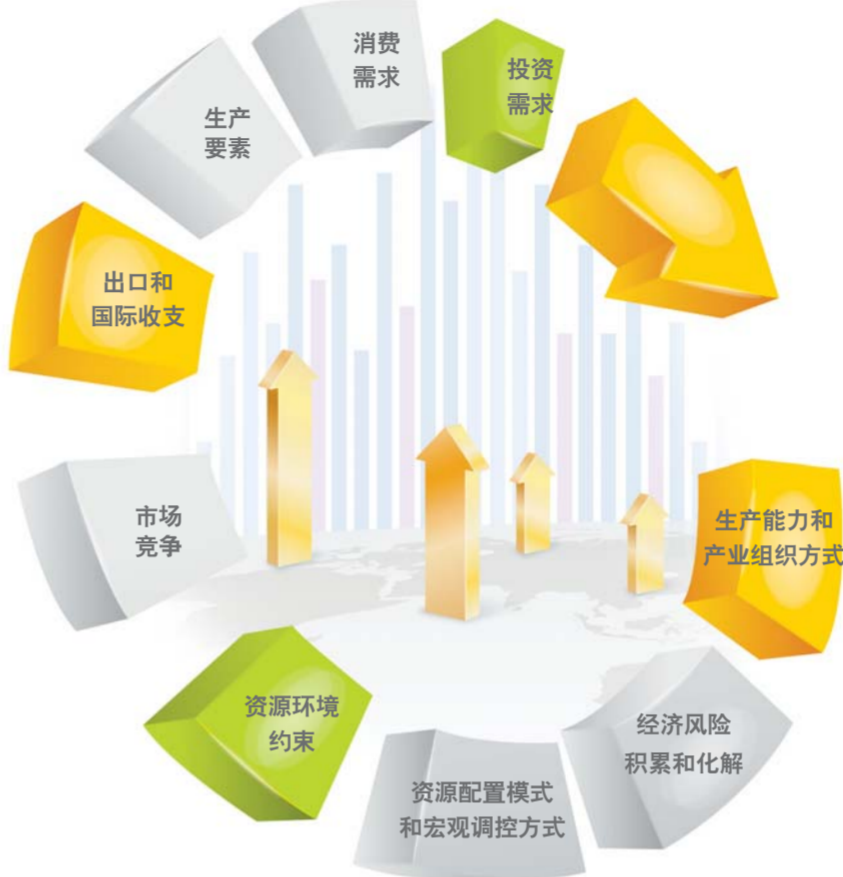 消费
需求
投资
需求
生产
要素
出口和
国际收支
市场
竞争
生产能力和
产业组织方式
资源环境
约束
经济风险
积累和化解
资源配置模式
和宏观调控方式